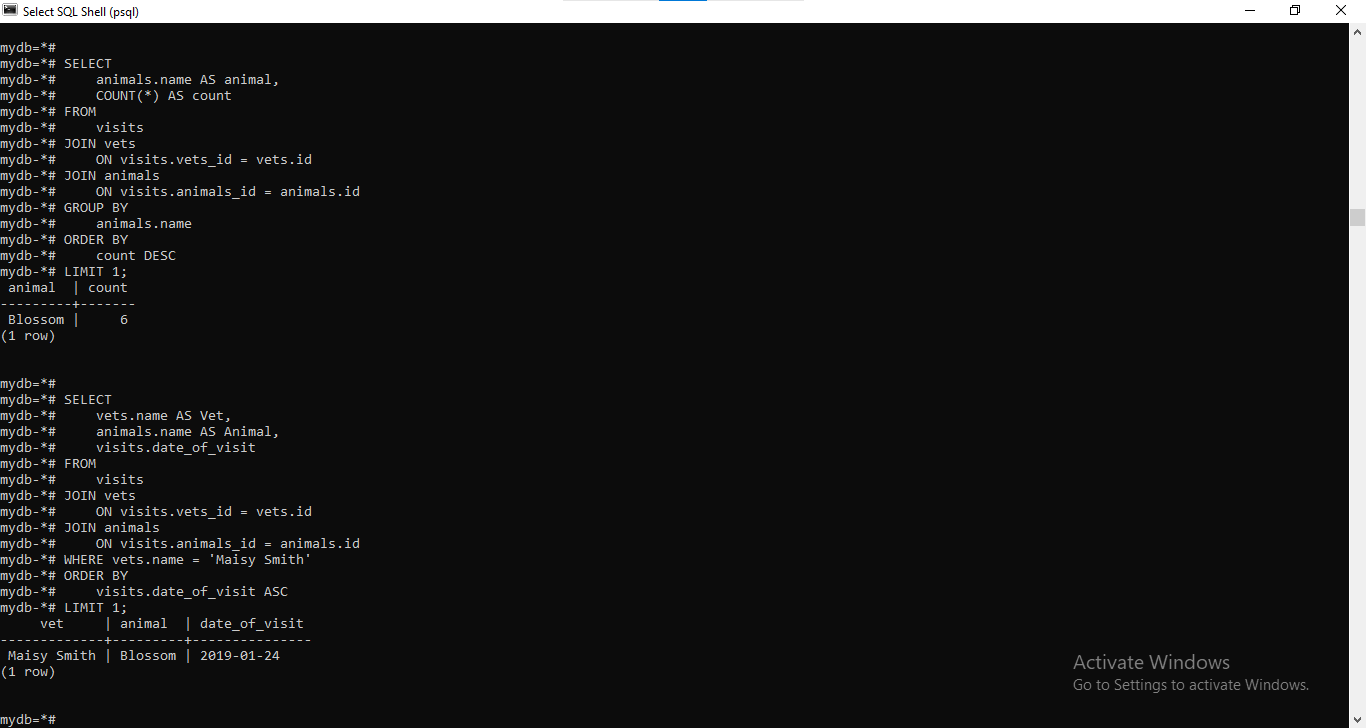 Select SQL Shell (psql)
mydb=*#
mydb=*# SELECT
mydb-*#     animals.name AS animal,
mydb-*#     COUNT(*) AS count
mydb-*# FROM
mydb-*#     visits
mydb-*# JOIN vets
mydb-*#     ON visits.vets_id = vets.id
mydb-*# JOIN animals
mydb-*#     ON visits.animals_id = animals.id
mydb-*# GROUP BY
mydb-*#     animals.name
mydb-*# ORDER BY
mydb-*#     count DESC
mydb-*# LIMIT 1;
 animal  | count
---------+-------
 Blossom |     6
(1 row)
mydb=*#
mydb=*# SELECT
mydb-*#     vets.name AS Vet,
mydb-*#     animals.name AS Animal,
mydb-*#     visits.date_of_visit
mydb-*# FROM
mydb-*#     visits
mydb-*# JOIN vets
mydb-*#     ON visits.vets_id = vets.id
mydb-*# JOIN animals
mydb-*#     ON visits.animals_id = animals.id
mydb-*# WHERE vets.name = 'Maisy Smith'
mydb-*# ORDER BY
mydb-*#     visits.date_of_visit ASC
mydb-*# LIMIT 1;
     vet     | animal  | date_of_visit
-------------+---------+---------------
 Maisy Smith | Blossom | 2019-01-24
(1 row)
mydb=*#
Activate Windows
Go to Settings to activate Windows.